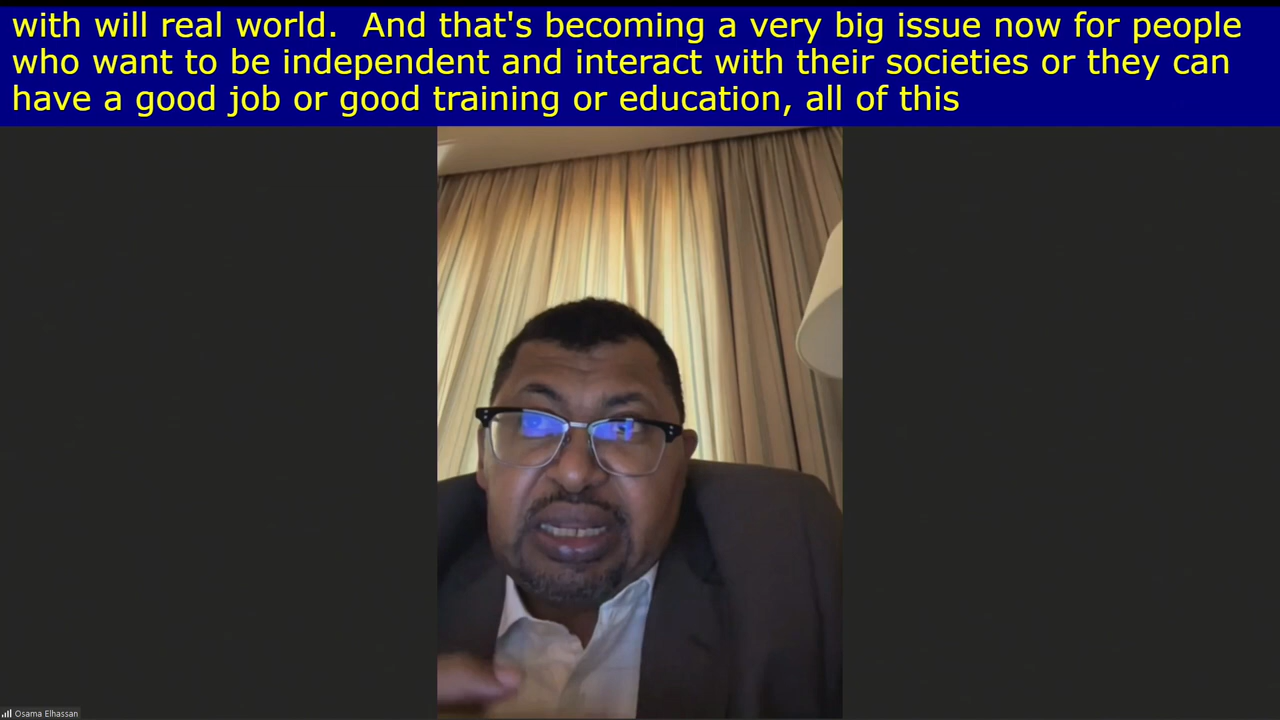 with will real world.  And that's becoming a very big issue now for people
who want to be independent and interact with their societies or they can
have a good job or good training or education, all of this
Osama Elhassan